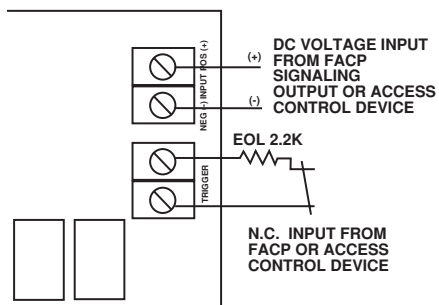 NEG (–) INPUT POS (+)
(+)
DC VOLTAGE INPUT
FROM FACP
SIGNALING
OUTPUT OR ACCESS
CONTROL DEVICE
(-)
TRIGGER
EOL 2.2K
N.C. INPUT FROM
FACP OR ACCESS
CONTROL DEVICE